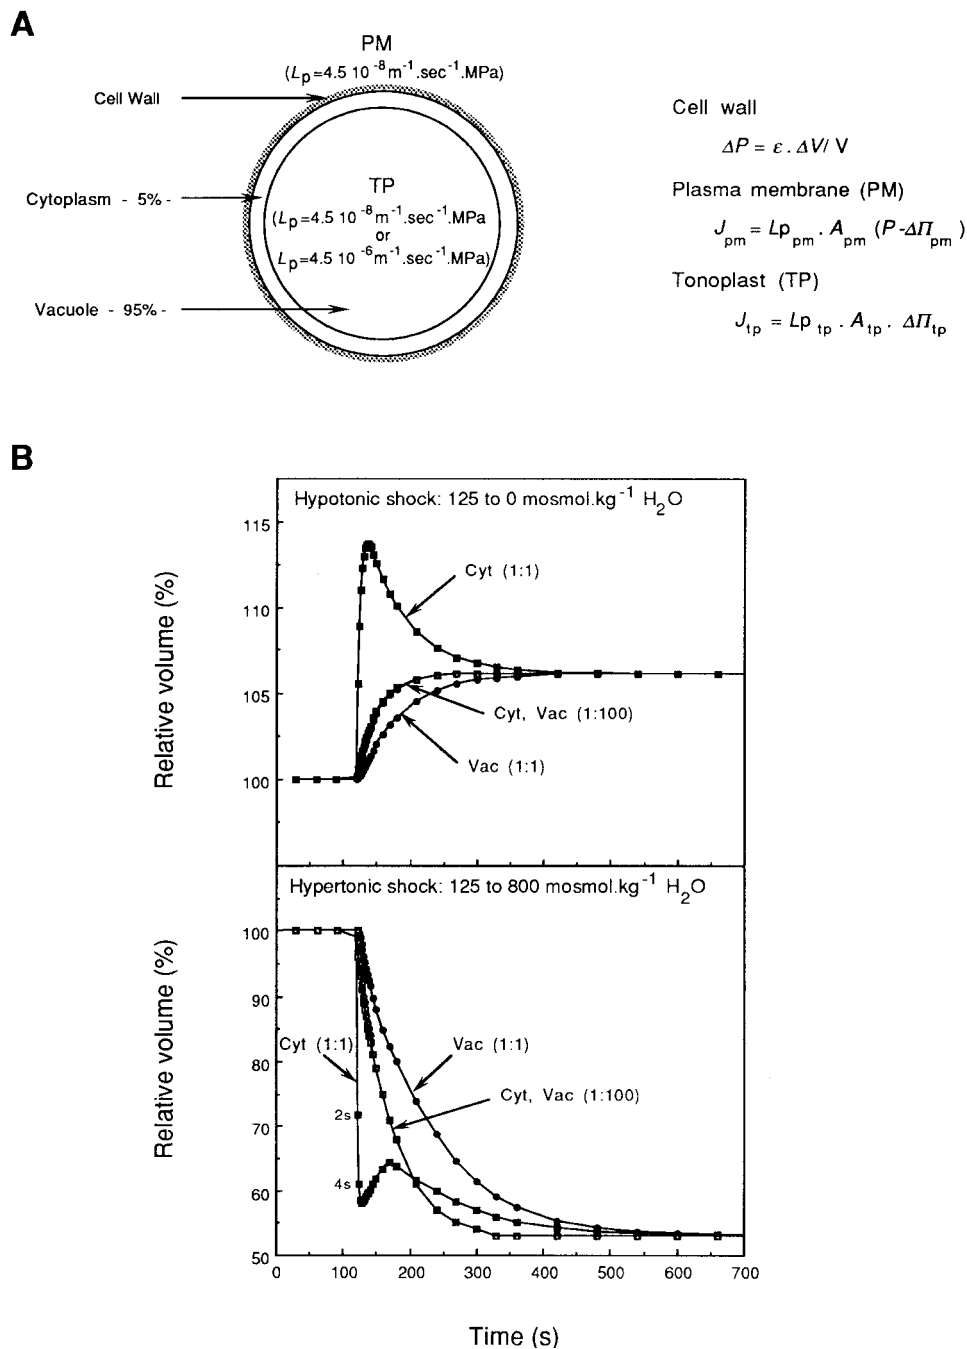 A
PM
(Lp=4.5 10 -8 m-1.sec-1.MPa)
Cell Wall
Cytoplasm - 5% -
TP
(Lp=4.5 10 -8 m-1.sec-1.MPa
or
Lp=4.5 10 -6 m-1.sec-1.MPa)
Vacuole - 95% -
Cell wall
ΔP = ε . ΔV/ V
Plasma membrane (PM)
Jpm = Lppm . Apm (P-ΔΠpm)
Tonoplast (TP)
Jtp = Lp tp . Atp . ΔΠtp
B
Hypotonic shock: 125 to 0 mosmol.kg-1 H2O
115
110
105
100
Relative volume (%)
Cyt (1:1)
Cyt, Vac (1:100)
Vac (1:1)
Hypertonic shock: 125 to 800 mosmol.kg-1 H2O
100
90
80
70
60
50
Relative volume (%)
Cyt (1:1)
Vac (1:1)
Cyt, Vac (1:100)
2s
4s
0 100 200 300 400 500 600 700
Time (s)